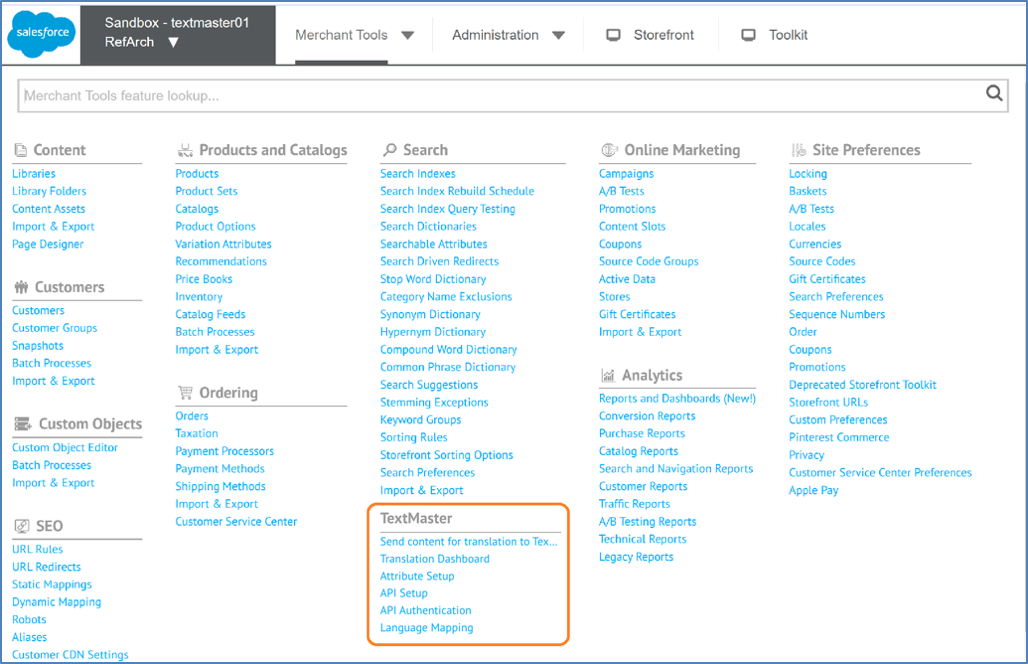 salesforce
Sandbox - textmaster01
RefArch
Merchant Tools
Administration
Storefront
Toolkit
Merchant Tools feature lookup...
Content
Libraries
Library Folders
Content Assets
Import & Export
Page Designer
Customers
Customers
Customer Groups
Snapshots
Batch Processes
Import & Export
Custom Objects
Custom Object Editor
Batch Processes
Import & Export
SEO
URL Rules
URL Redirects
Static Mappings
Dynamic Mapping
Robots
Aliases
Customer CDN Settings
Products and Catalogs
Products
Product Sets
Catalogs
Product Options
Variation Attributes
Recommendations
Price Books
Inventory
Catalog Feeds
Batch Processes
Import & Export
Ordering
Orders
Taxation
Payment Processors
Payment Methods
Shipping Methods
Import & Export
Customer Service Center
Search
Search Indexes
Search Index Rebuild Schedule
Search Index Query Testing
Search Dictionaries
Searchable Attributes
Search Driven Redirects
Stop Word Dictionary
Category Name Exclusions
Synonym Dictionary
Hypernym Dictionary
Compound Word Dictionary
Common Phrase Dictionary
Search Suggestions
Stemming Exceptions
Keyword Groups
Sorting Rules
Storefront Sorting Options
Search Preferences
Import & Export
TextMaster
Send content for translation to Tex...
Translation Dashboard
Attribute Setup
API Setup
API Authentication
Language Mapping
Online Marketing
Campaigns
A/B Tests
Promotions
Content Slots
Coupons
Source Code Groups
Active Data
Stores
Gift Certificates
Import & Export
Analytics
Reports and Dashboards (New!)
Conversion Reports
Purchase Reports
Catalog Reports
Search and Navigation Reports
Customer Reports
Traffic Reports
A/B Testing Reports
Technical Reports
Legacy Reports
Site Preferences
Locking
Baskets
A/B Tests
Locales
Currencies
Source Codes
Gift Certificates
Search Preferences
Sequence Numbers
Order
Coupons
Promotions
Deprecated Storefront Toolkit
Storefront URLs
Custom Preferences
Pinterest Commerce
Privacy
Customer Service Center Preferences
Apple Pay